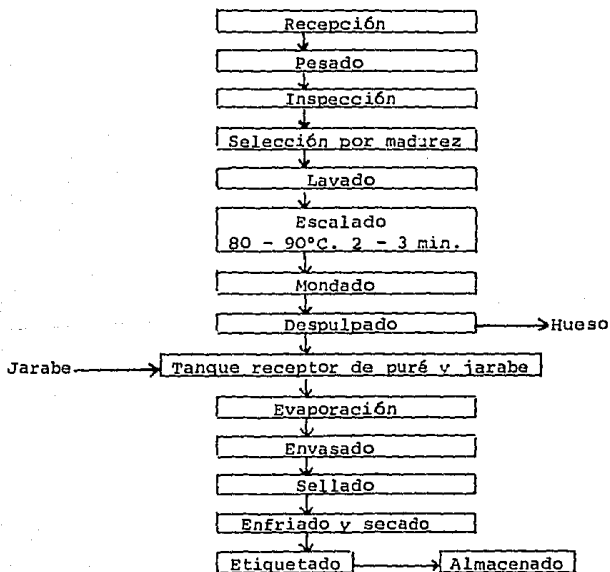 Recepción
Pesado
Inspección
Selección por madurez
Lavado
Escalado
80 - 90°C. 2 - 3 min.
Mondado
Despulpado
Hueso
Jarabe
Tanque receptor de puré y jarabe
Evaporación
Envasado
Sellado
Enfriado y secado
Etiquetado
Almacenado